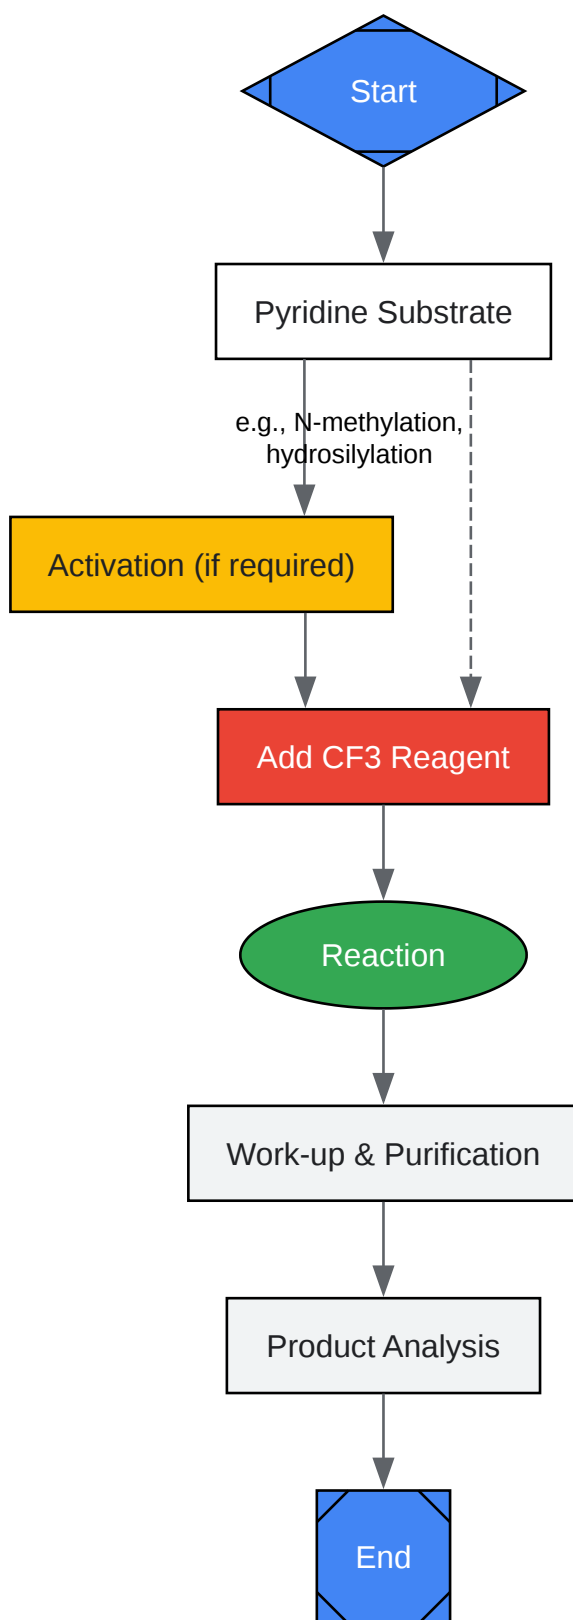 Start
Pyridine Substrate
e.g., N-methylation,
hydrosilylation
Activation (if required)
Add CF3 Reagent
Reaction
Work-up & Purification
Product Analysis
End